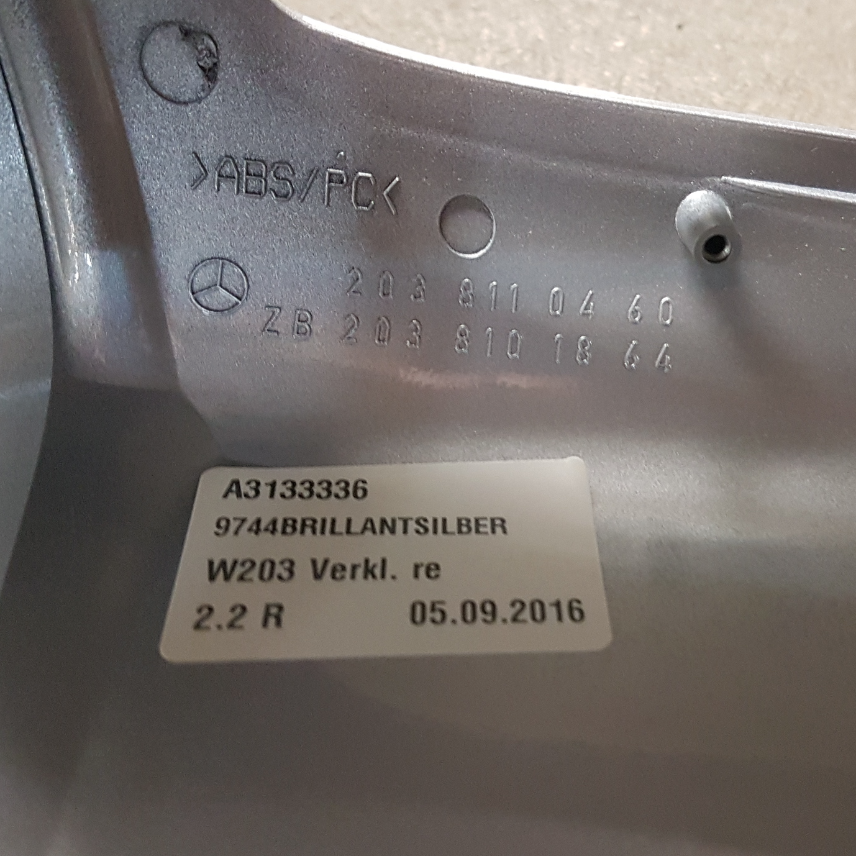 >ABS/PC<
203 811 04 60
ZB 203 810 18 64
A3133336
9744BRILLANTSILBER
W203 Verkl. re
2.2 R 05.09.2016